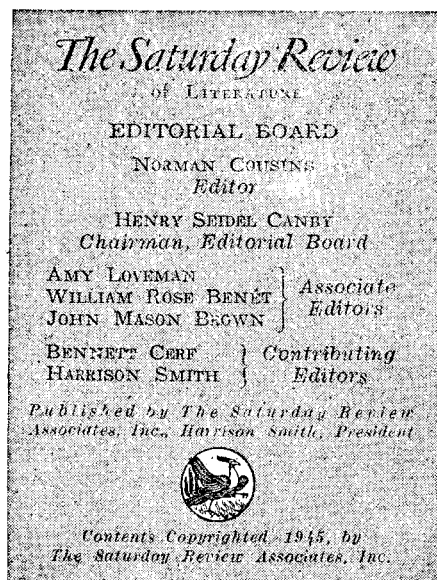 The Saturday Review
of Literature
EDITORIAL BOARD
Norman Cousins
Editor
Henry Seidel Canby
Chairman, Editorial Board
Amy Loveman
William Rose Benét
John Mason Brown
Associate
Editors
Bennett Cerf
Harrison Smith
Contributing
Editors
Published by The Saturday Review
Associates, Inc., Harrison Smith, President
Contents Copyrighted, 1945, by
The Saturday Review Associates, Inc.